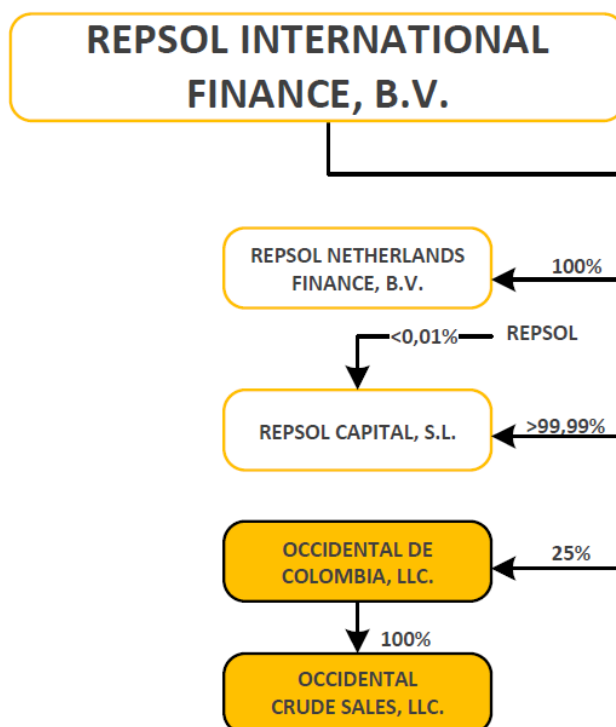 REPSOL INTERNATIONAL
FINANCE, B.V.
REPSOL NETHERLANDS
FINANCE, B.V.
100%
<0,01%
REPSOL
REPSOL CAPITAL, S.L.
>99,99%
OCCIDENTAL DE
COLOMBIA, LLC.
25%
100%
OCCIDENTAL
CRUDE SALES, LLC.